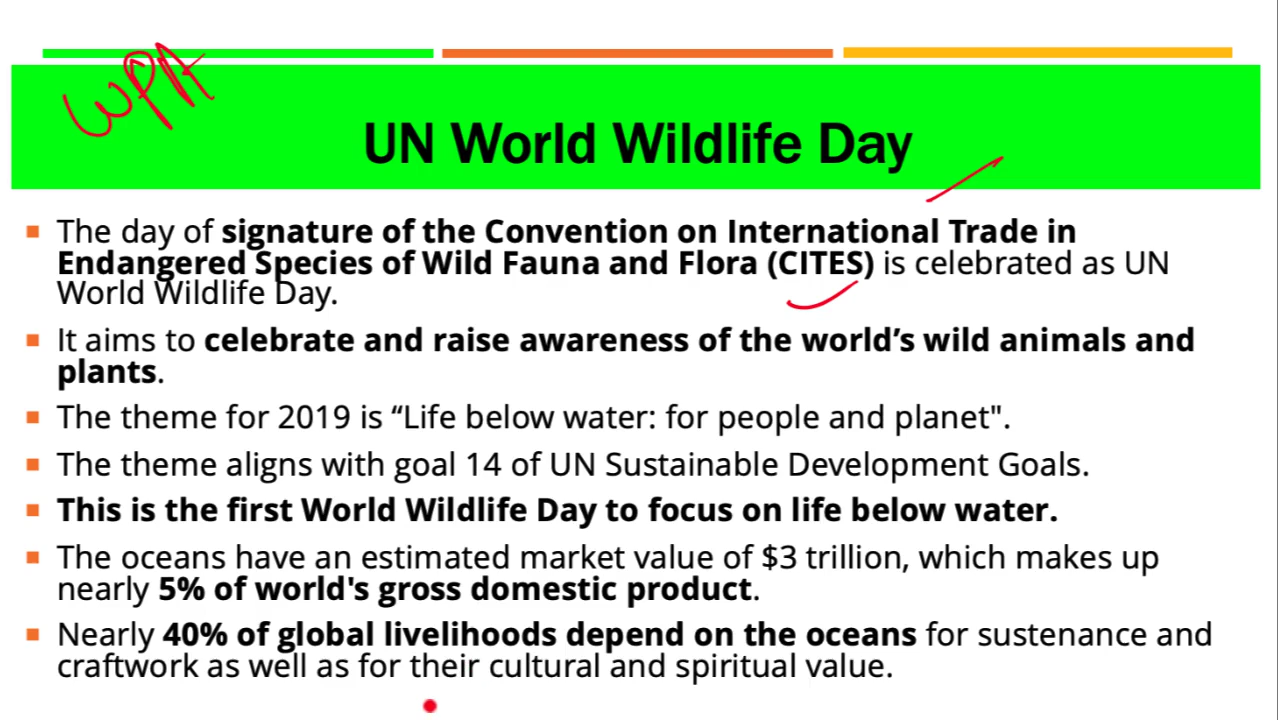 WPA
UN World Wildlife Day
The day of signature of the Convention on International Trade in
Endangered Species of Wild Fauna and Flora (CITES) is celebrated as UN
World Wildlife Day.
It aims to celebrate and raise awareness of the world’s wild animals and
plants.
The theme for 2019 is “Life below water: for people and planet".
The theme aligns with goal 14 of UN Sustainable Development Goals.
This is the first World Wildlife Day to focus on life below water.
The oceans have an estimated market value of $3 trillion, which makes up
nearly 5% of world's gross domestic product.
Nearly 40% of global livelihoods depend on the oceans for sustenance and
craftwork as well as for their cultural and spiritual value.